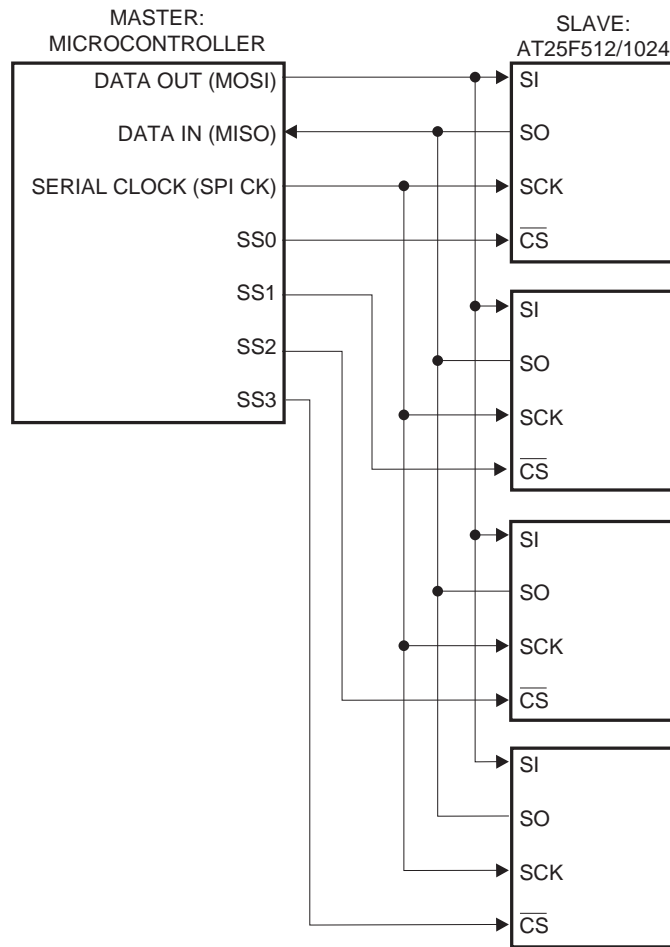 MASTER:
MICROCONTROLLER
DATA OUT (MOSI)
DATA IN (MISO)
SERIAL CLOCK (SPI CK)
SS0
SS1
SS2
SS3
SLAVE:
AT25F512/1024
SI
SO
SCK
CS
SI
SO
SCK
CS
SI
SO
SCK
CS
SI
SO
SCK
CS